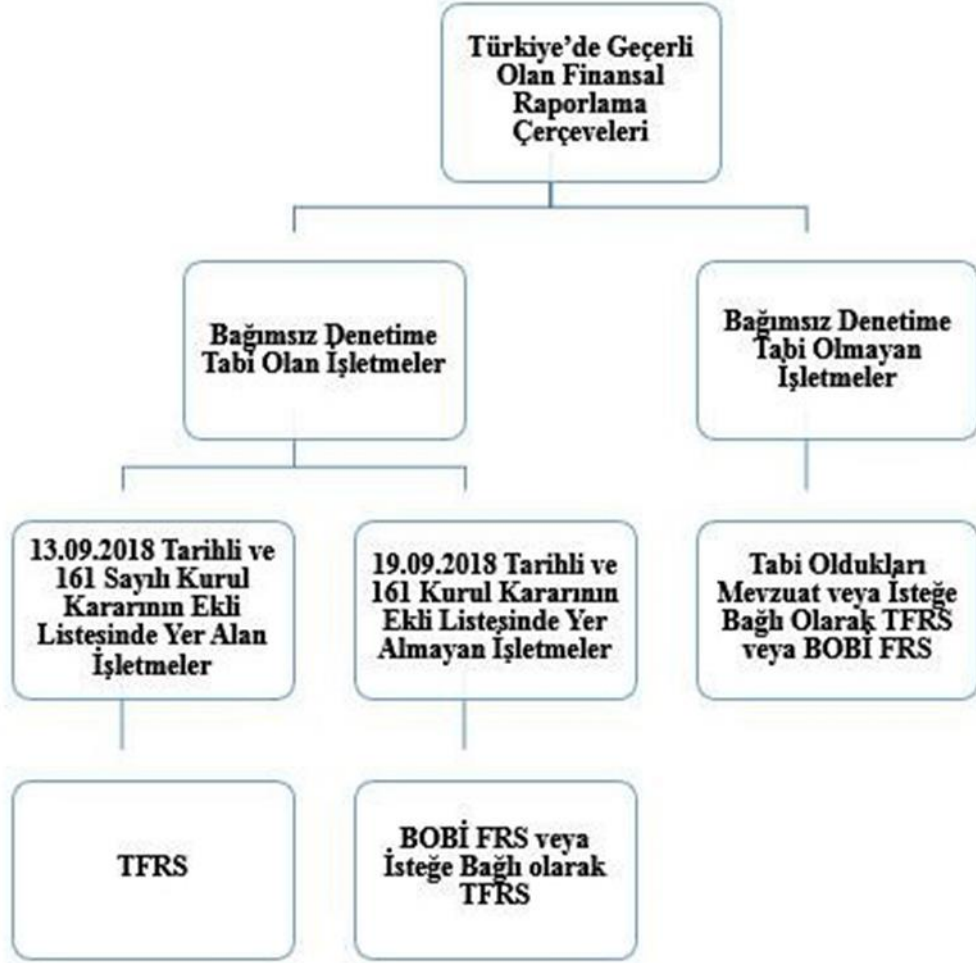 Türkiye’de Geçerli
Olan Finansal
Raporlama
Çerçeveleri
Bağımsız Denetime
Tabi Olan İşletmeler
Bağımsız Denetime
Tabi Olmayan
İşletmeler
13.09.2018 Tarihli ve
161 Sayılı Kurul
Kararının Ekli
Listesinde Yer Alan
İşletmeler
19.09.2018 Tarihli ve
161 Kurul Kararının
Ekli Listesinde Yer
Almayan İşletmeler
Tabi Oldukları
Mevzuat veya İsteğe
Bağlı Olarak TFRS
veya BOBİ FRS
TFRS
BOBİ FRS veya
İsteğe Bağlı olarak
TFRS